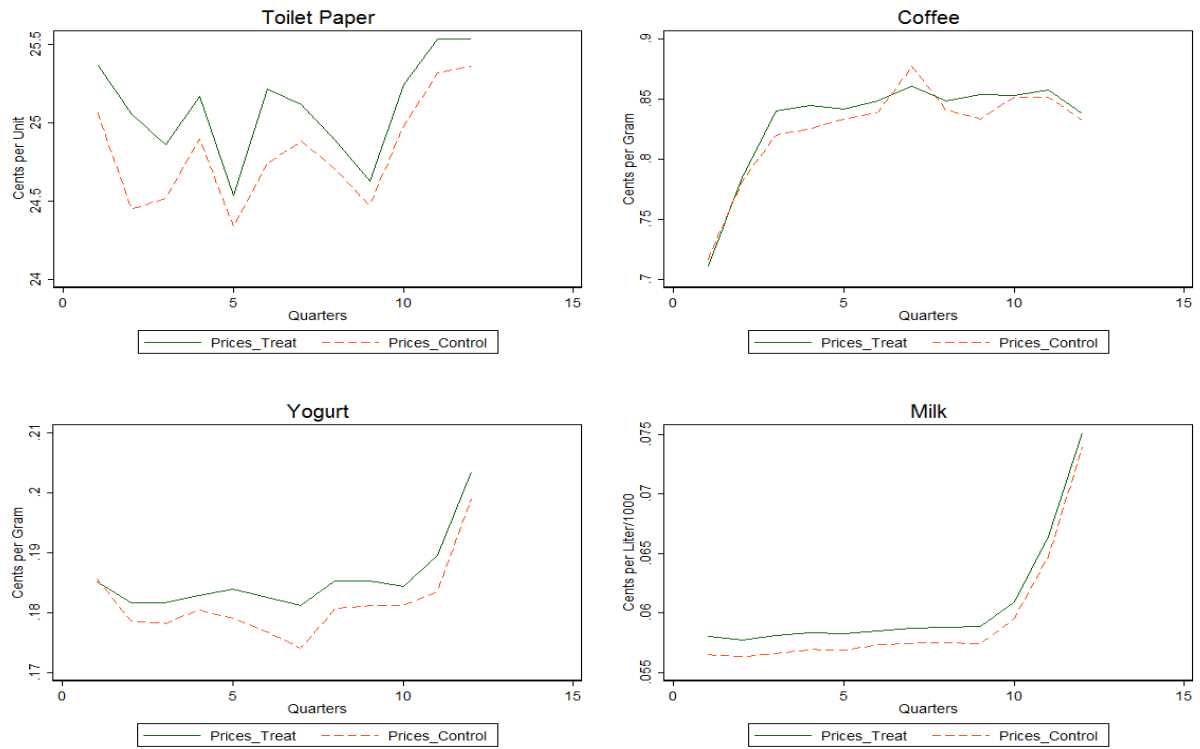 Toilet Paper
Cents per Unit
25.5
25
24.5
24
0 5 10 15
Quarters
Prices_Treat Prices_Control
Coffee
Cents per Gram
.9
.85
.8
.75
.7
0 5 10 15
Quarters
Prices_Treat Prices_Control
Yogurt
Cents per Gram
.21
.2
.19
.18
.17
0 5 10 15
Quarters
Prices_Treat Prices_Control
Milk
Cents per Liter/1000
.075
.07
.065
.06
.055
0 5 10 15
Quarters
Prices_Treat Prices_Control